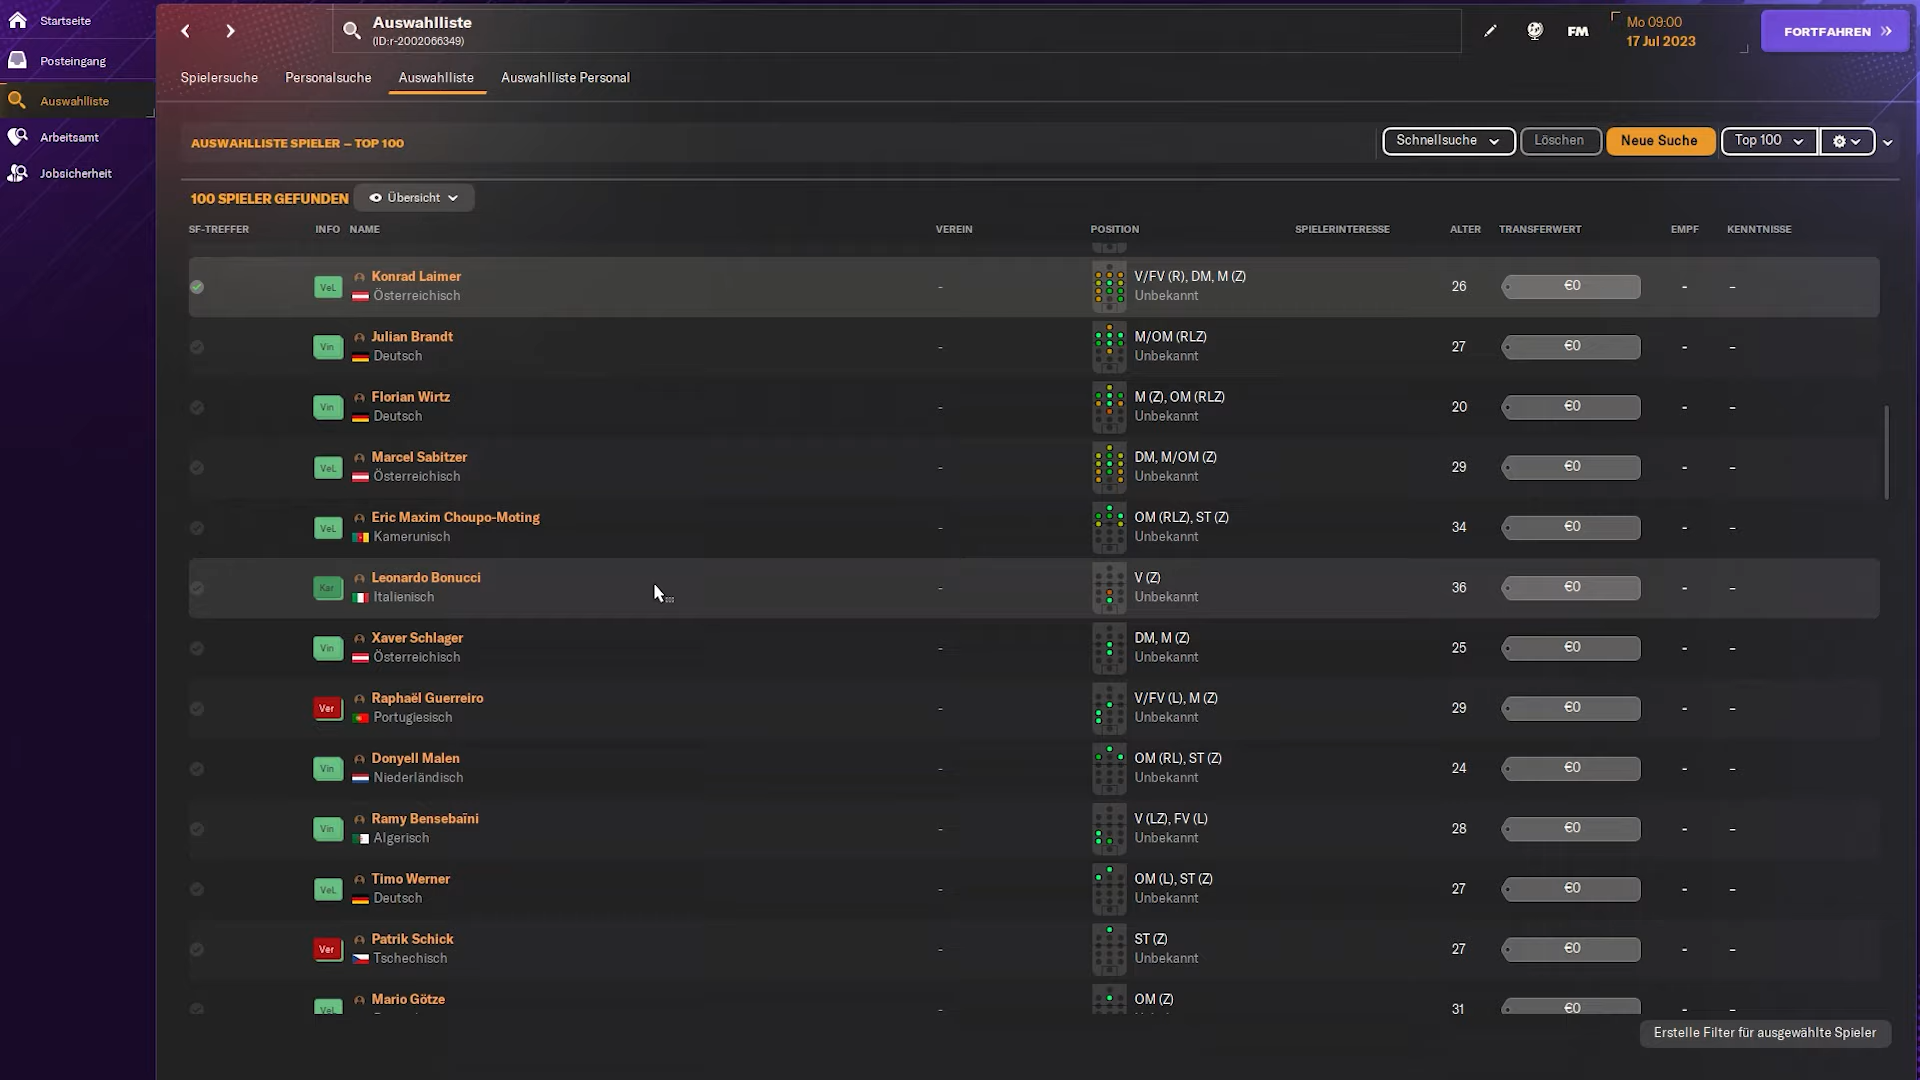 Startseite
Posteingang
Auswahlliste
Arbeitsamt
Jobsicherheit
Auswahlliste
(ID:r-2002066349)
FM
Mo 09:00
17 Jul 2023
FORTFAHREN
Spielersuche Personalsuche Auswahlliste Auswahlliste Personal
AUSWAHLLISTE SPIELER – TOP 100
Schnellsuche Löschen Neue Suche Top 100
100 SPIELER GEFUNDEN Übersicht
SF-TREFFER INFO NAME VEREIN POSITION SPIELERINTERESSE ALTER TRANSFERWERT EMPF KENNTNISSE
VeL Konrad Laimer - V/FV (R), DM, M (Z) 26 €0 - -
Österreichisch Unbekannt
Vin Julian Brandt - M/OM (RLZ) 27 €0 - -
Deutsch Unbekannt
Vin Florian Wirtz - M (Z), OM (RLZ) 20 €0 - -
Deutsch Unbekannt
VeL Marcel Sabitzer - DM, M/OM (Z) 29 €0 - -
Österreichisch Unbekannt
VeL Eric Maxim Choupo-Moting - OM (RLZ), ST (Z) 34 €0 - -
Kamerunisch Unbekannt
Kar Leonardo Bonucci - V (Z) 36 €0 - -
Italienisch Unbekannt
Vin Xaver Schlager - DM, M (Z) 25 €0 - -
Österreichisch Unbekannt
Ver Raphaël Guerreiro - V/FV (L), M (Z) 29 €0 - -
Portugiesisch Unbekannt
Vin Donyell Malen - OM (RL), ST (Z) 24 €0 - -
Niederländisch Unbekannt
Vin Ramy Bensebaïni - V (LZ), FV (L) 28 €0 - -
Algerisch Unbekannt
VeL Timo Werner - OM (L), ST (Z) 27 €0 - -
Deutsch Unbekannt
Ver Patrik Schick - ST (Z) 27 €0 - -
Tschechisch Unbekannt
VeL Mario Götze - OM (Z) 31 €0 - -
Erstelle Filter für ausgewählte Spieler